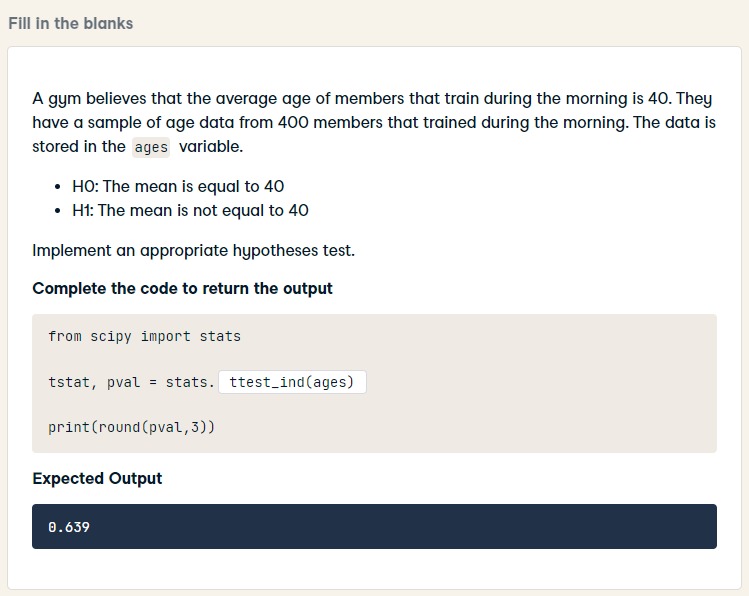 Fill in the blanks
A gym believes that the average age of members that train during the morning is 40. They
have a sample of age data from 400 members that trained during the morning. The data is
stored in the ages variable.
• H0: The mean is equal to 40
• H1: The mean is not equal to 40
Implement an appropriate hypotheses test.
Complete the code to return the output
from scipy import stats
tstat, pval = stats. ttest_ind(ages)
print(round(pval,3))
Expected Output
0.639